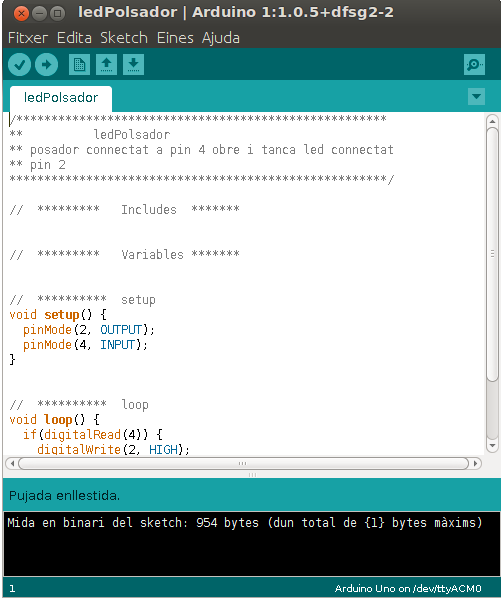 ledPolsador | Arduino 1:1.0.5+dfsg2-2
Fitxer Edita Sketch Eines Ajuda
ledPolsador
/*****************************************************
** ledPolsador
** posador connectat a pin 4 obre i tanca led connectat
** pin 2
******************************************************/
// ********* Includes *******
// ********* Variables *******
// ********** setup
void setup() {
pinMode(2, OUTPUT);
pinMode(4, INPUT);
}
// ********** loop
void loop() {
if(digitalRead(4)) {
digitalWrite(2, HIGH);
Pujada enllestida.
Mida en binari del sketch: 954 bytes (dun total de {1} bytes màxims)
1
Arduino Uno on /dev/ttyACM0